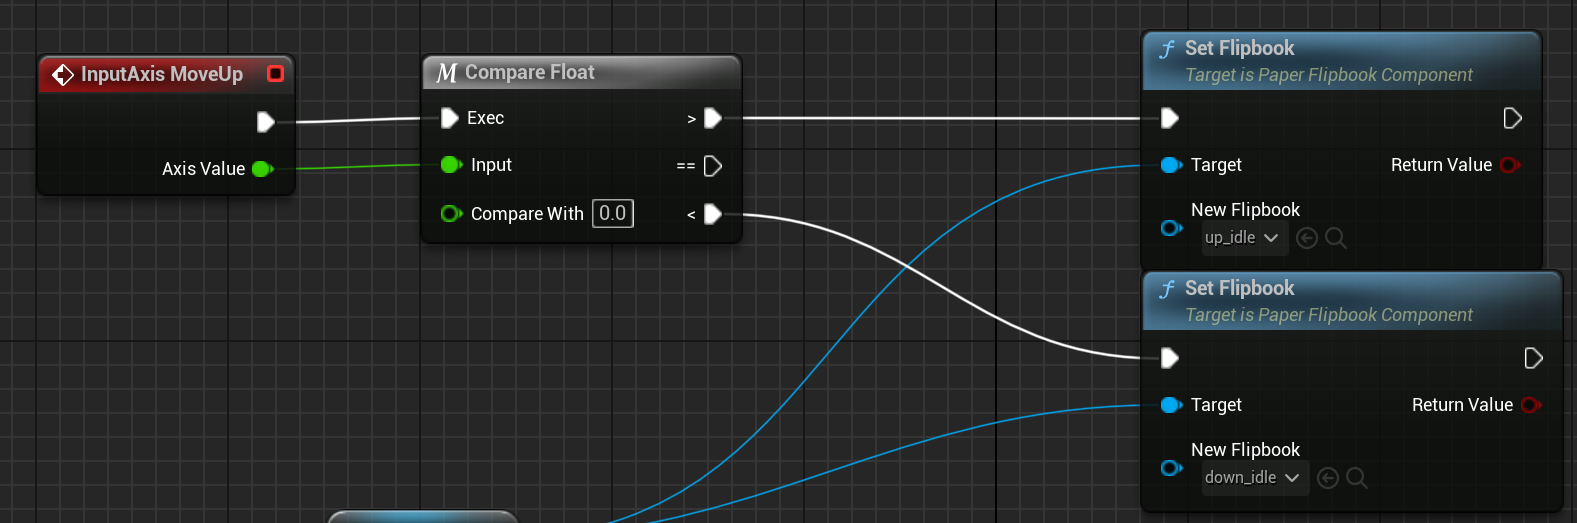 InputAxis MoveUp
Axis Value
Compare Float
Exec >
Input ==
Compare With 0.0 <
Set Flipbook
Target is Paper Flipbook Component
Target Return Value
New Flipbook
up_idle
Set Flipbook
Target is Paper Flipbook Component
Target Return Value
New Flipbook
down_idle